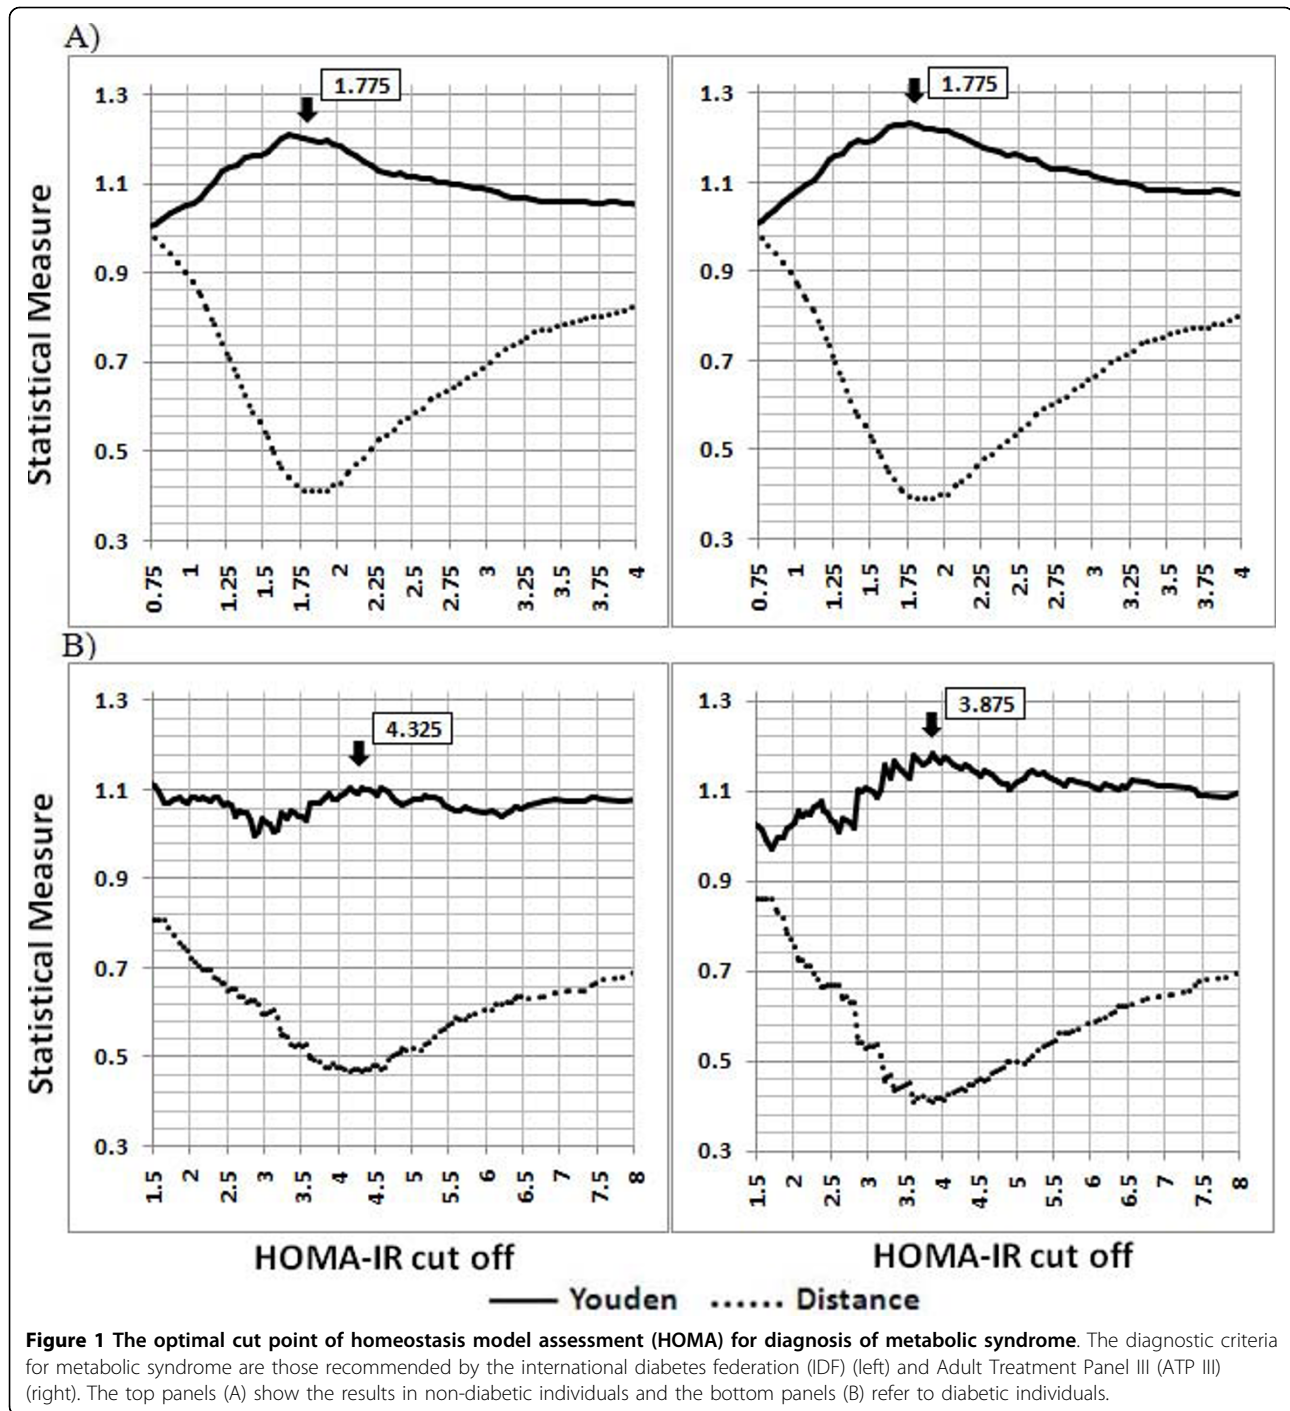 A)
1.775
1.3
1.1
0.9
0.7
0.5
0.3
Statistical Measure
0.75 1 1.25 1.5 1.75 2 2.25 2.5 2.75 3 3.25 3.5 3.75 4
1.775
1.3
1.1
0.9
0.7
0.5
0.3
0.75 1 1.25 1.5 1.75 2 2.25 2.5 2.75 3 3.25 3.5 3.75 4
B)
4.325
1.3
1.1
0.9
0.7
0.5
0.3
Statistical Measure
1.5 2 2.5 3 3.5 4 4.5 5 5.5 6 6.5 7 7.5 8
HOMA-IR cut off
3.875
1.3
1.1
0.9
0.7
0.5
0.3
1.5 2 2.5 3 3.5 4 4.5 5 5.5 6 6.5 7 7.5 8
HOMA-IR cut off
Youden Distance
Figure 1 The optimal cut point of homeostasis model assessment (HOMA) for diagnosis of metabolic syndrome. The diagnostic criteria
for metabolic syndrome are those recommended by the international diabetes federation (IDF) (left) and Adult Treatment Panel III (ATP III)
(right). The top panels (A) show the results in non-diabetic individuals and the bottom panels (B) refer to diabetic individuals.